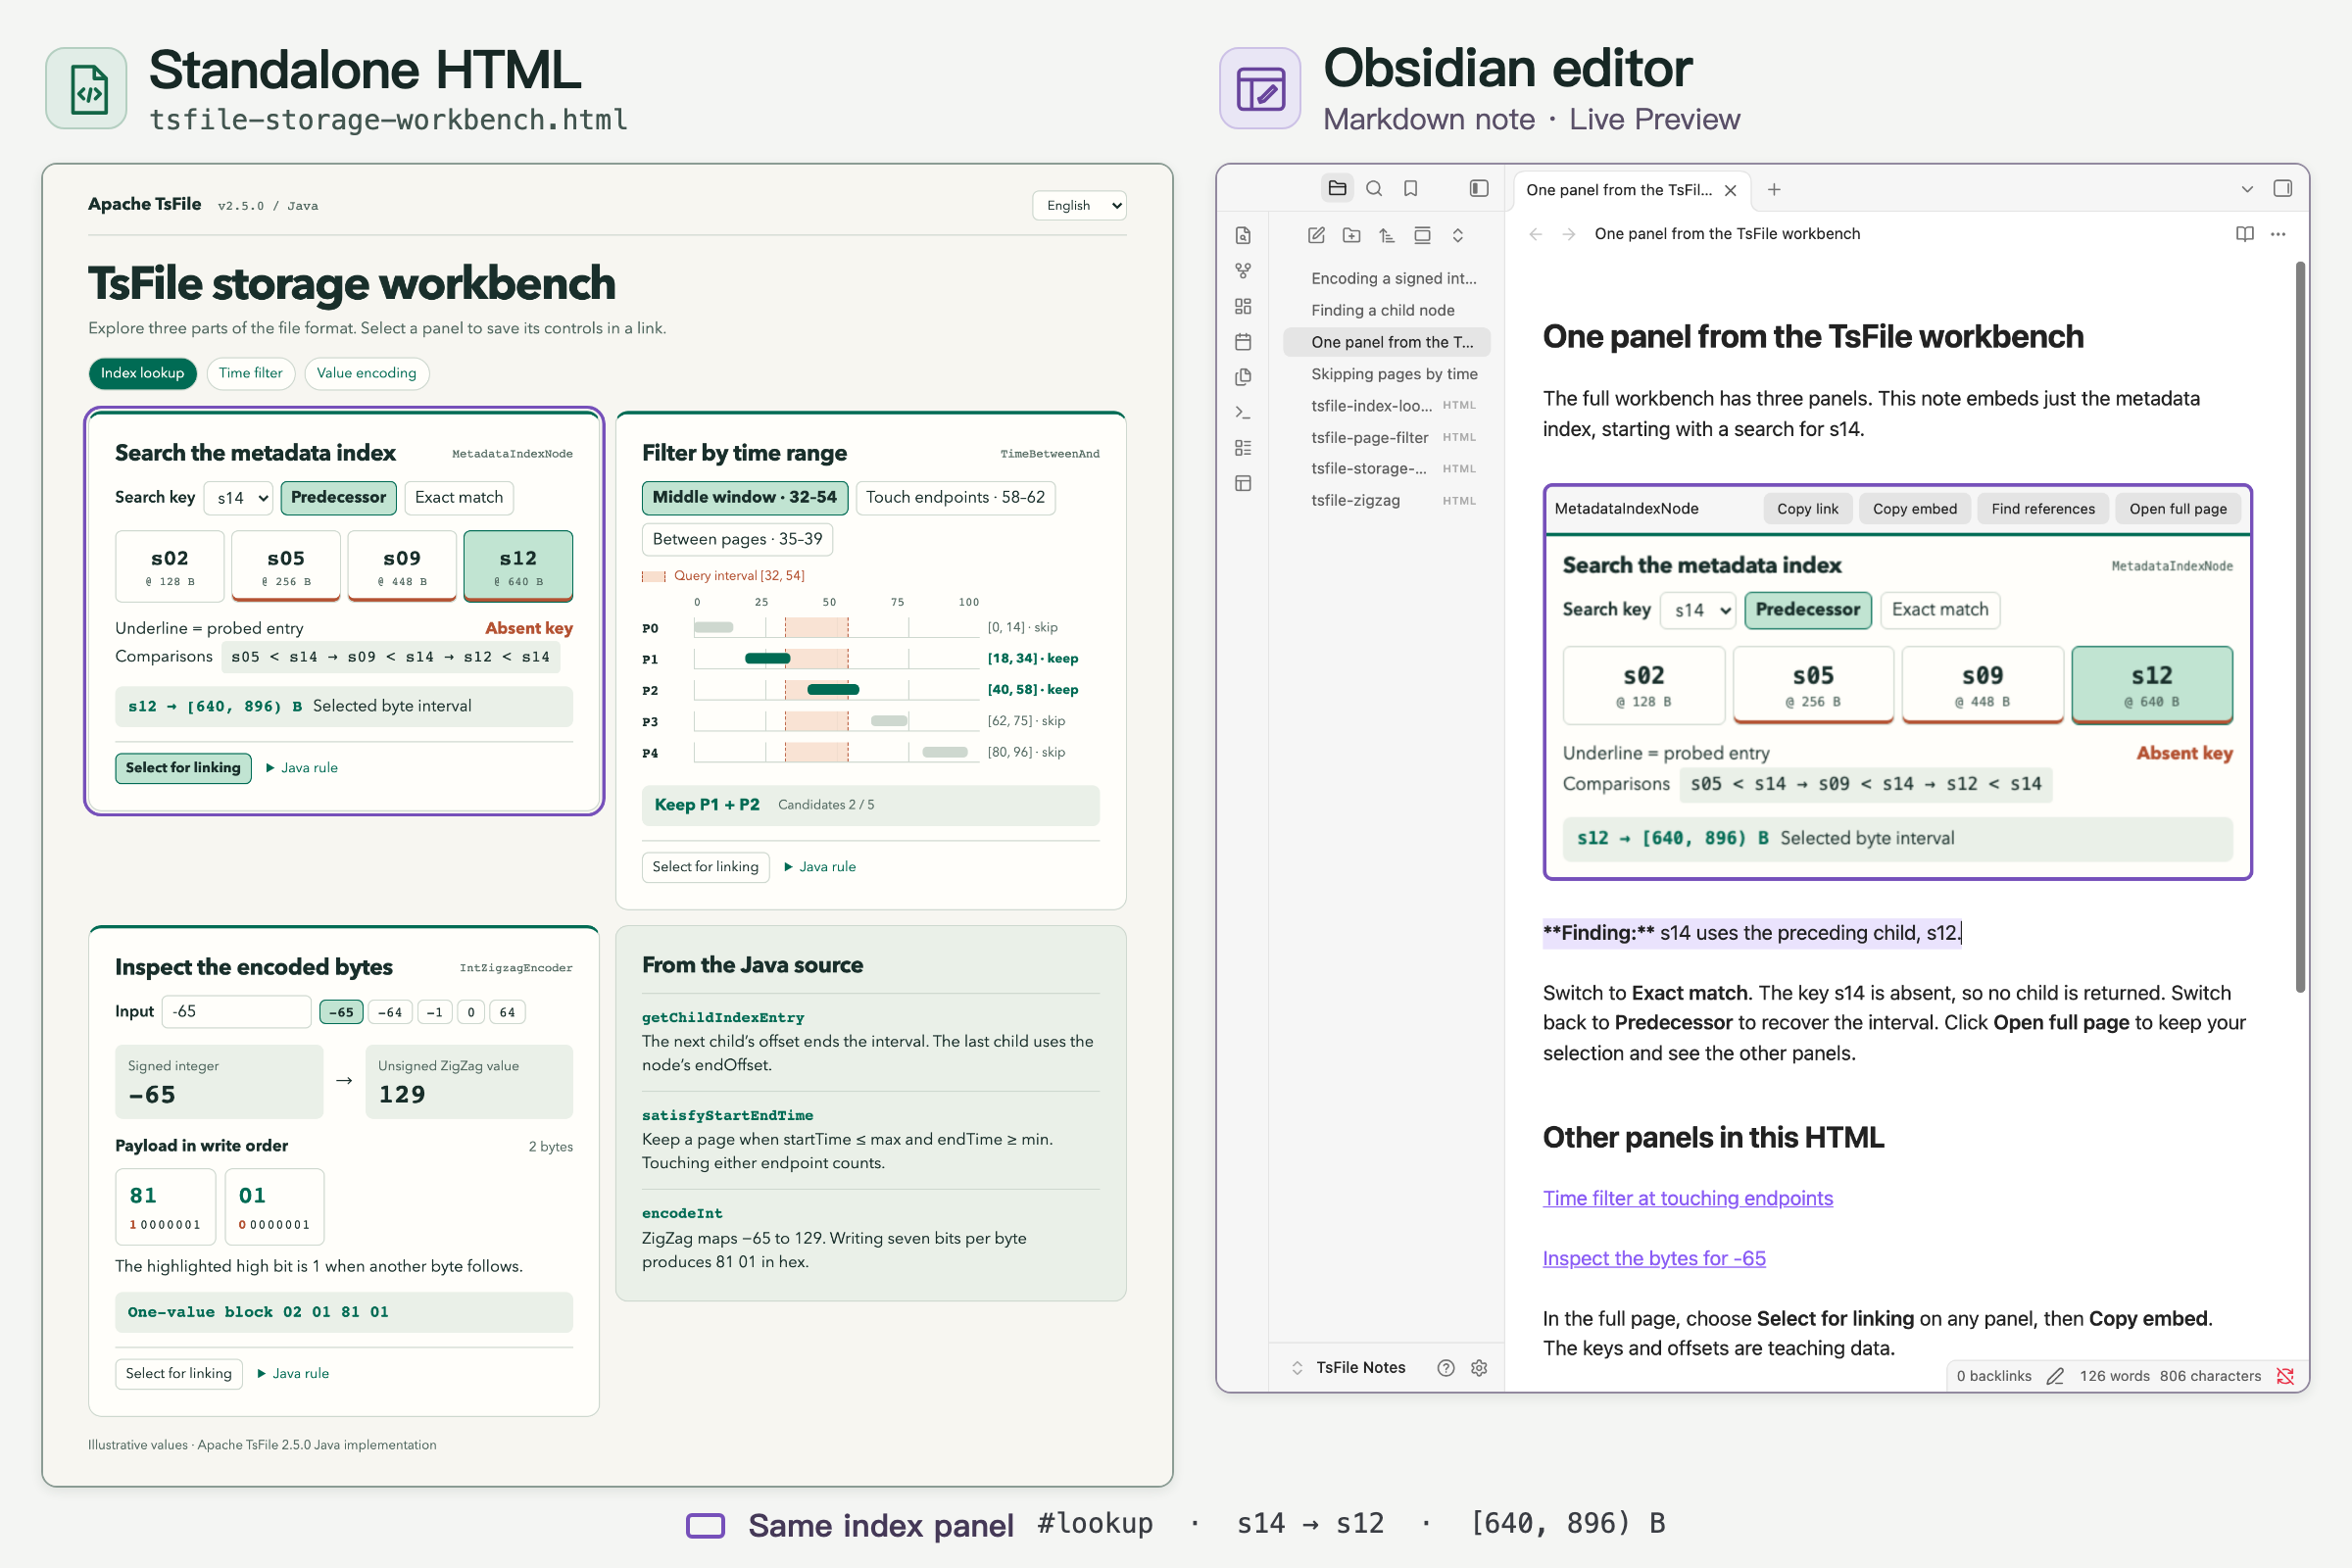 Standalone HTML
tsfile-storage-workbench.html
Apache TsFile v2.5.0 / Java
English
TsFile storage workbench
Explore three parts of the file format. Select a panel to save its controls in a link.
Index lookup
Time filter
Value encoding
Search the metadata index
MetadataIndexNode
Search key
s14
Predecessor
Exact match
s02
@ 128 B
s05
@ 256 B
s09
@ 448 B
s12
@ 640 B
Underline = probed entry
Absent key
Comparisons s05 < s14 → s09 < s14 → s12 < s14
s12 → [640, 896) B Selected byte interval
Select for linking
Java rule
Filter by time range
TimeBetweenAnd
Middle window · 32–54
Touch endpoints · 58–62
Between pages · 35–39
Query interval [32, 54]
0 25 50 75 100
P0 [0, 14] · skip
P1 [18, 34] · keep
P2 [40, 58] · keep
P3 [62, 75] · skip
P4 [80, 96] · skip
Keep P1 + P2 Candidates 2 / 5
Select for linking
Java rule
Inspect the encoded bytes
IntZigzagEncoder
Input
-65
−65
−64
−1
0
64
Signed integer
−65
→
Unsigned ZigZag value
129
Payload in write order
2 bytes
81
10000001
01
00000001
The highlighted high bit is 1 when another byte follows.
One-value block 02 01 81 01
Select for linking
Java rule
From the Java source
getChildIndexEntry
The next child’s offset ends the interval. The last child uses the
node’s endOffset.
satisfyStartEndTime
Keep a page when startTime ≤ max and endTime ≥ min.
Touching either endpoint counts.
encodeInt
ZigZag maps −65 to 129. Writing seven bits per byte
produces 81 01 in hex.
Illustrative values · Apache TsFile 2.5.0 Java implementation
Obsidian editor
Markdown note · Live Preview
One panel from the TsFil...
One panel from the TsFile workbench
Encoding a signed int...
Finding a child node
One panel from the T...
Skipping pages by time
tsfile-index-loo... HTML
tsfile-page-filter HTML
tsfile-storage-... HTML
tsfile-zigzag HTML
TsFile Notes
One panel from the TsFile workbench
The full workbench has three panels. This note embeds just the metadata
index, starting with a search for s14.
MetadataIndexNode
Copy link
Copy embed
Find references
Open full page
Search the metadata index
MetadataIndexNode
Search key
s14
Predecessor
Exact match
s02
@ 128 B
s05
@ 256 B
s09
@ 448 B
s12
@ 640 B
Underline = probed entry
Absent key
Comparisons s05 < s14 → s09 < s14 → s12 < s14
s12 → [640, 896) B Selected byte interval
**Finding:** s14 uses the preceding child, s12.
Switch to Exact match. The key s14 is absent, so no child is returned. Switch
back to Predecessor to recover the interval. Click Open full page to keep your
selection and see the other panels.
Other panels in this HTML
Time filter at touching endpoints
Inspect the bytes for -65
In the full page, choose Select for linking on any panel, then Copy embed.
The keys and offsets are teaching data.
0 backlinks
126 words 806 characters
Same index panel #lookup · s14 → s12 · [640, 896) B